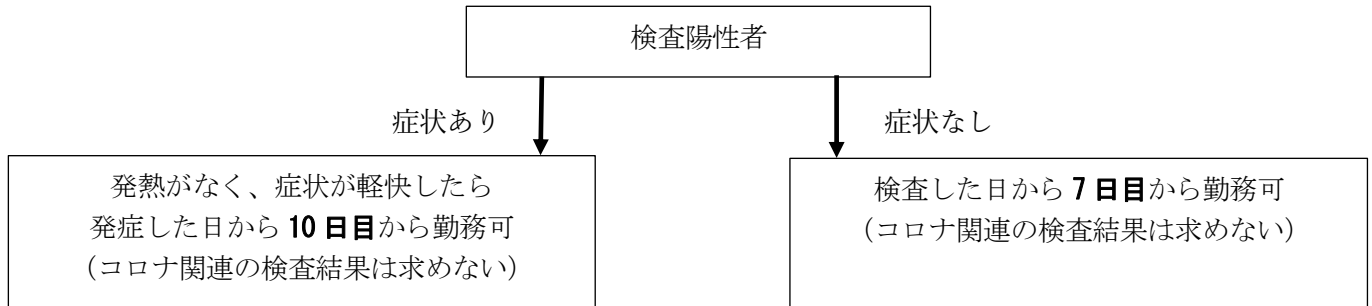 検査陽性者
症状あり
症状なし
発熱がなく、症状が軽快したら
発症した日から 10 日目から勤務可
（コロナ関連の検査結果は求めない）
検査した日から 7 日目から勤務可
（コロナ関連の検査結果は求めない）